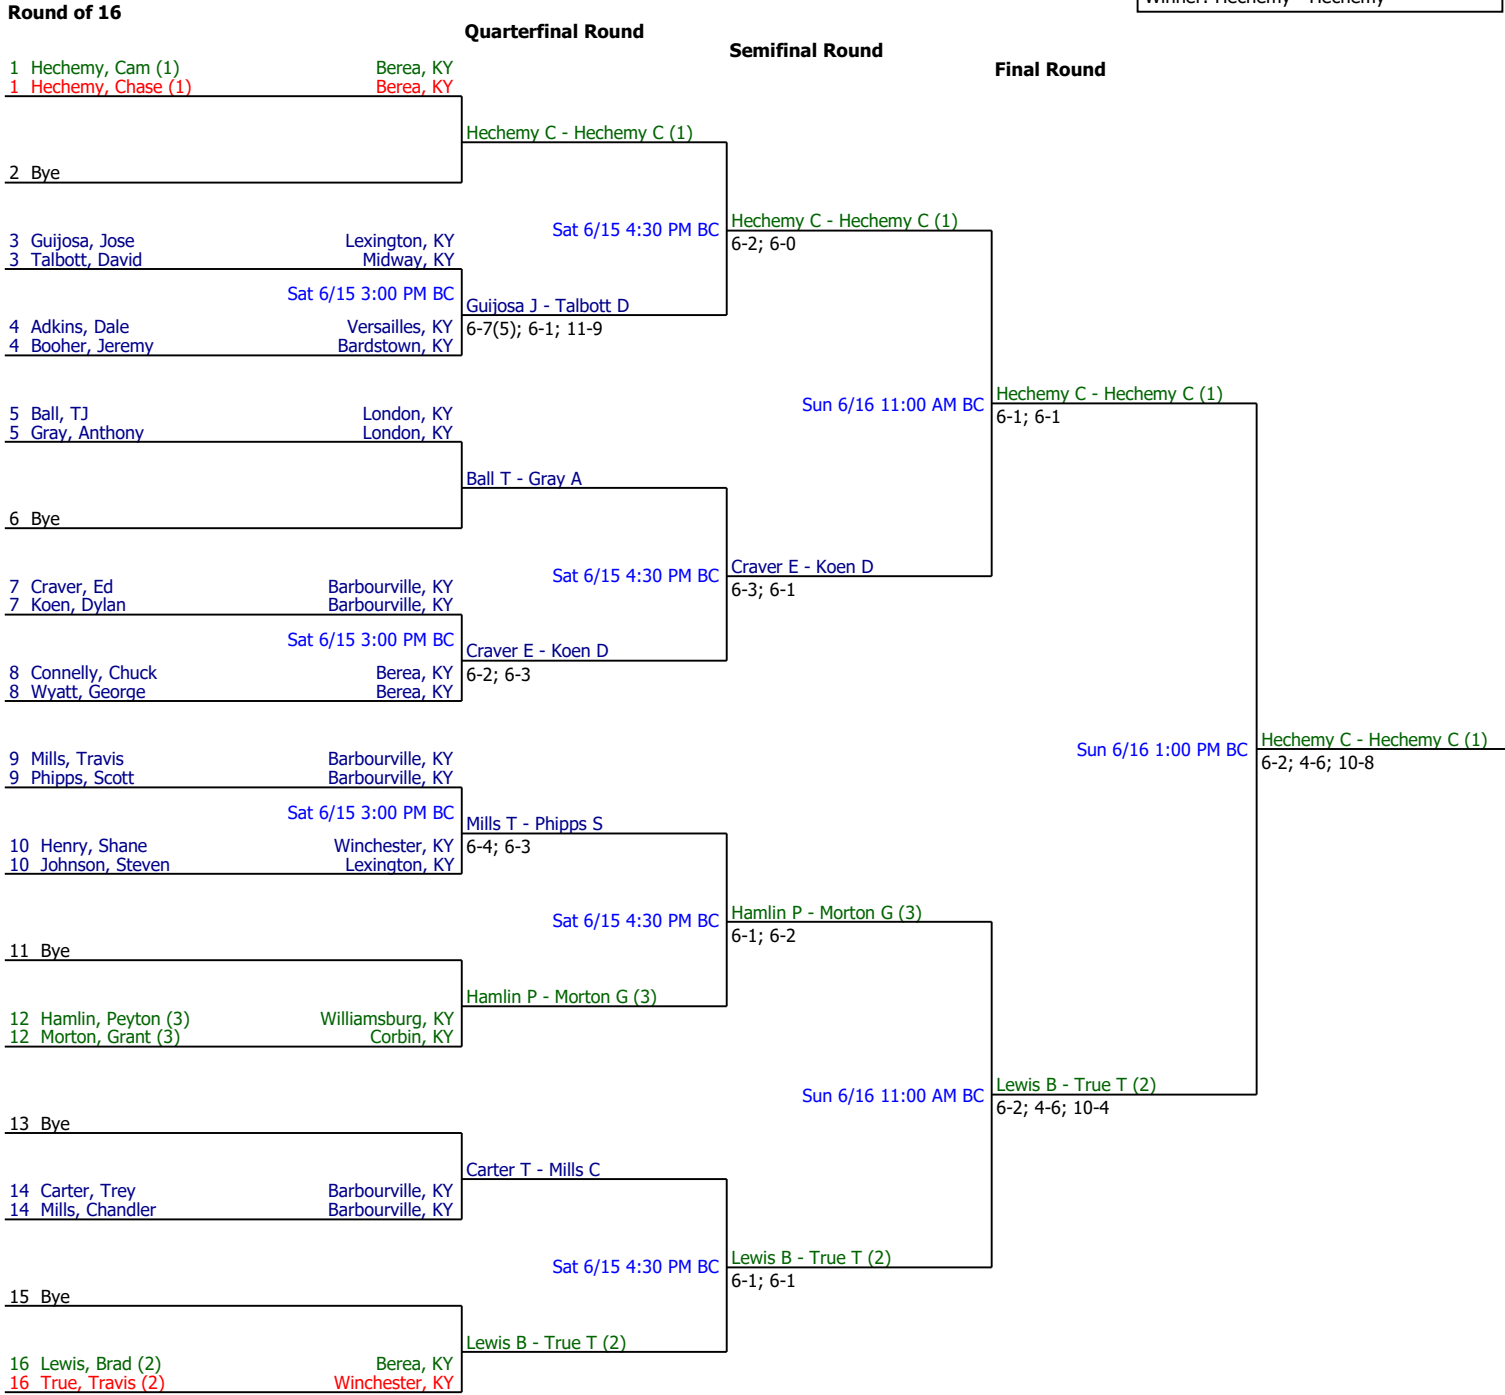 Winner: Hechemy - Hechemy
Round of 16
Quarterfinal Round
Semifinal Round
Final Round
1 Hechemy, Cam (1) Berea, KY
1 Hechemy, Chase (1) Berea, KY
Hechemy C - Hechemy C (1)
2 Bye
Sat 6/15 4:30 PM BC
Hechemy C - Hechemy C (1)
6-2; 6-0
3 Guijosa, Jose Lexington, KY
3 Talbott, David Midway, KY
Sat 6/15 3:00 PM BC
Guijosa J - Talbott D
6-7(5); 6-1; 11-9
4 Adkins, Dale Versailles, KY
4 Booher, Jeremy Bardstown, KY
Sun 6/16 11:00 AM BC
Hechemy C - Hechemy C (1)
6-1; 6-1
5 Ball, TJ London, KY
5 Gray, Anthony London, KY
Ball T - Gray A
6 Bye
Sat 6/15 4:30 PM BC
Craver E - Koen D
6-3; 6-1
7 Craver, Ed Barbourville, KY
7 Koen, Dylan Barbourville, KY
Sat 6/15 3:00 PM BC
Craver E - Koen D
6-2; 6-3
8 Connelly, Chuck Berea, KY
8 Wyatt, George Berea, KY
Sun 6/16 1:00 PM BC
Hechemy C - Hechemy C (1)
6-2; 4-6; 10-8
9 Mills, Travis Barbourville, KY
9 Phipps, Scott Barbourville, KY
Sat 6/15 3:00 PM BC
Mills T - Phipps S
6-4; 6-3
10 Henry, Shane Winchester, KY
10 Johnson, Steven Lexington, KY
Sat 6/15 4:30 PM BC
Hamlin P - Morton G (3)
6-1; 6-2
11 Bye
Hamlin P - Morton G (3)
12 Hamlin, Peyton (3) Williamsburg, KY
12 Morton, Grant (3) Corbin, KY
Sun 6/16 11:00 AM BC
Lewis B - True T (2)
6-2; 4-6; 10-4
13 Bye
Carter T - Mills C
14 Carter, Trey Barbourville, KY
14 Mills, Chandler Barbourville, KY
Sat 6/15 4:30 PM BC
Lewis B - True T (2)
6-1; 6-1
15 Bye
Lewis B - True T (2)
16 Lewis, Brad (2) Berea, KY
16 True, Travis (2) Winchester, KY